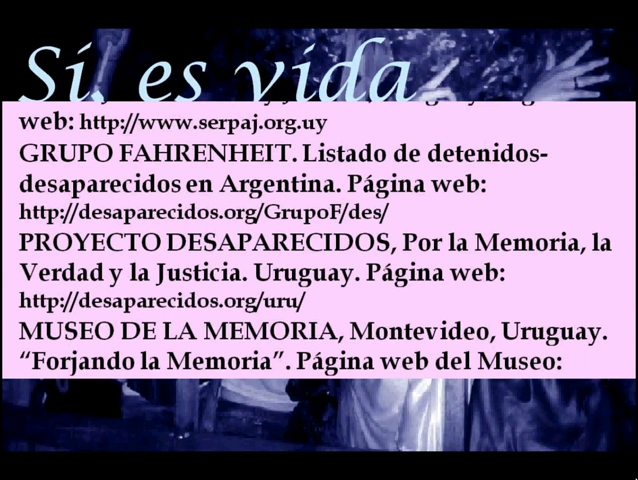 Sí, es vida
web: http://www.serpaj.org.uy
GRUPO FAHRENHEIT. Listado de detenidos-
desaparecidos en Argentina. Página web:
http://desaparecidos.org/GrupoF/des/
PROYECTO DESAPARECIDOS, Por la Memoria, la
Verdad y la Justicia. Uruguay. Página web:
http://desaparecidos.org/uru/
MUSEO DE LA MEMORIA, Montevideo, Uruguay.
“Forjando la Memoria”. Página web del Museo: